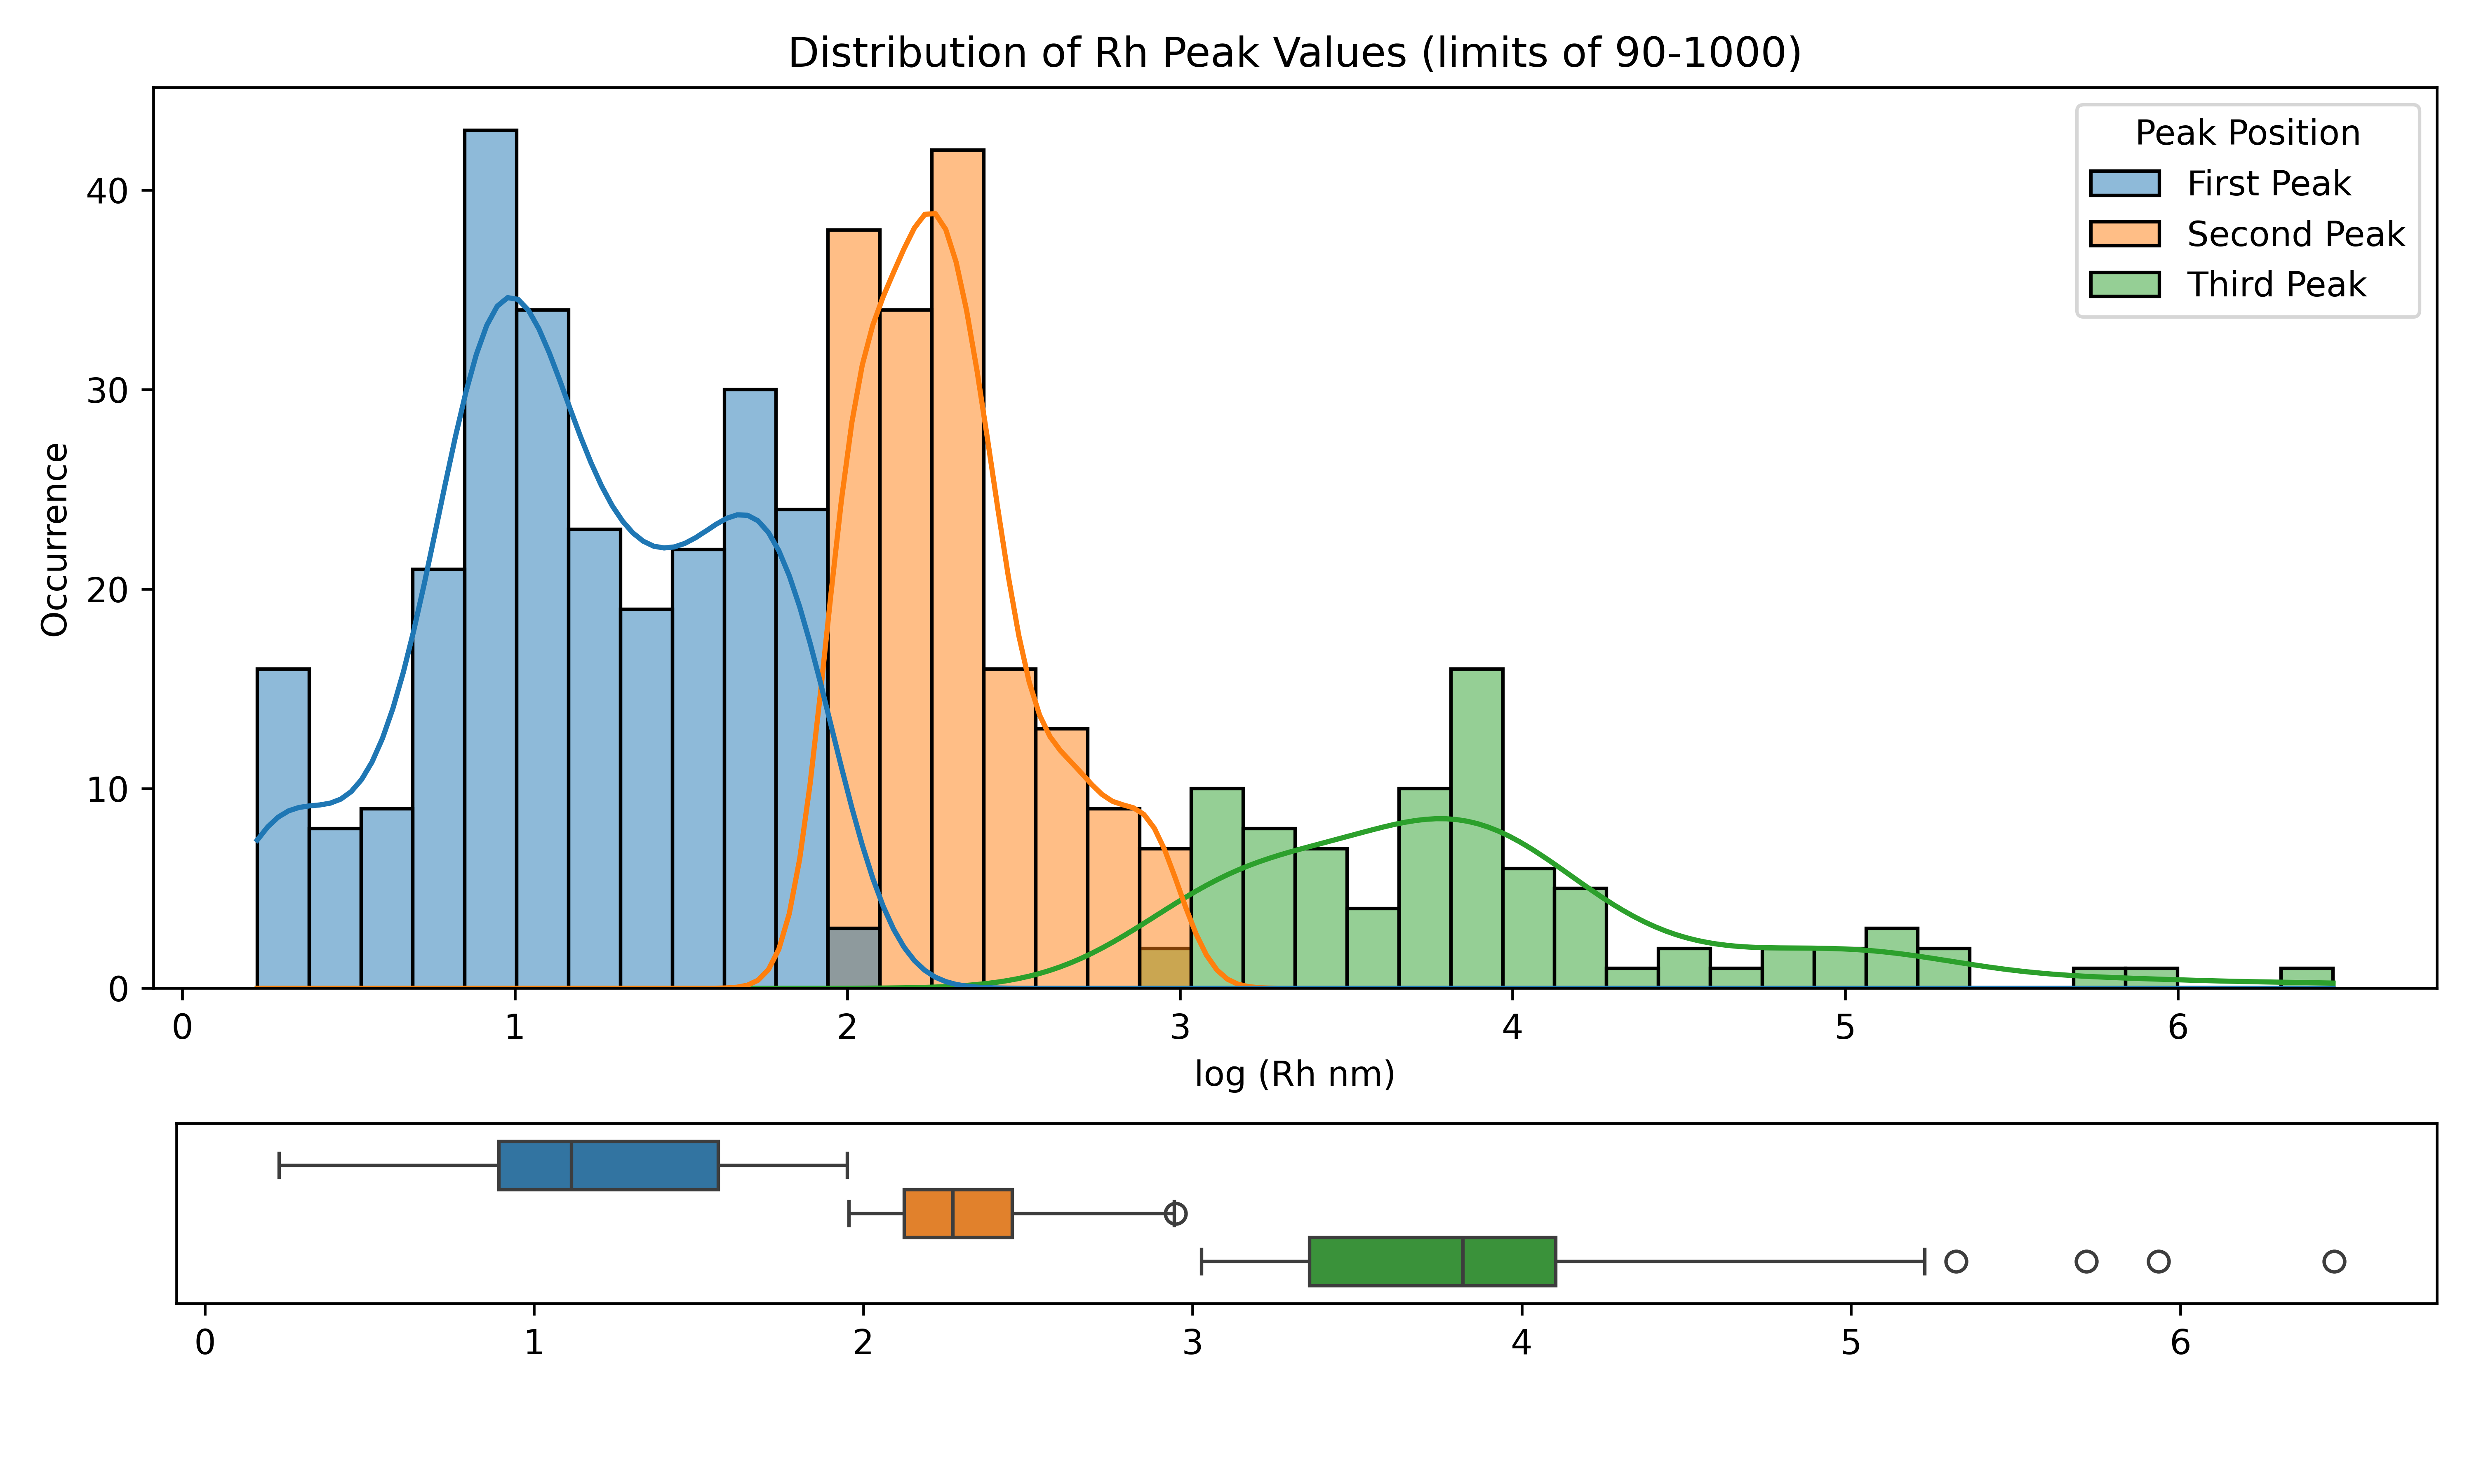 Distribution of Rh Peak Values (limits of 90-1000)
Peak Position
First Peak
Second Peak
Third Peak
Occurrence
40
30
20
10
0
0 1 2 3 4 5 6
log (Rh nm)
0 1 2 3 4 5 6